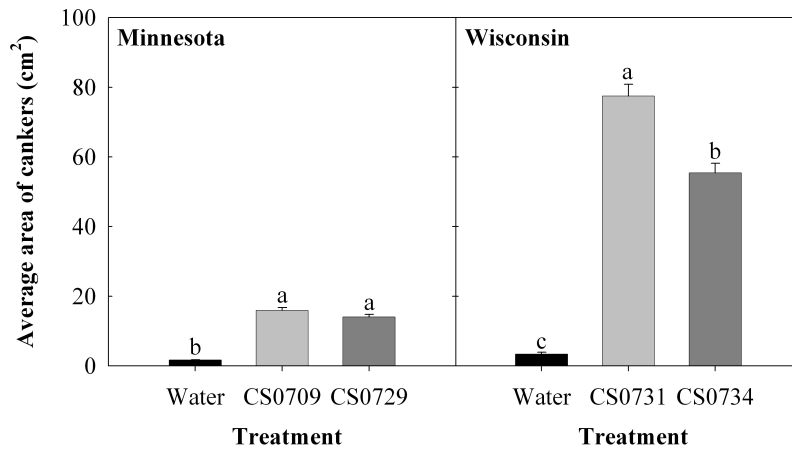 Average area of cankers (cm²)
100
80
60
40
20
0
Minnesota
b
a
a
Water CS0709 CS0729
Treatment
Wisconsin
c
a
b
Water CS0731 CS0734
Treatment